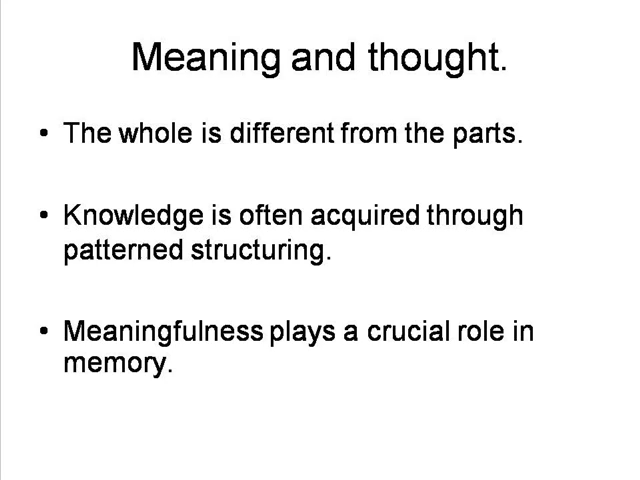 Meaning and thought.
• The whole is different from the parts.
• Knowledge is often acquired through
patterned structuring.
• Meaningfulness plays a crucial role in
memory.